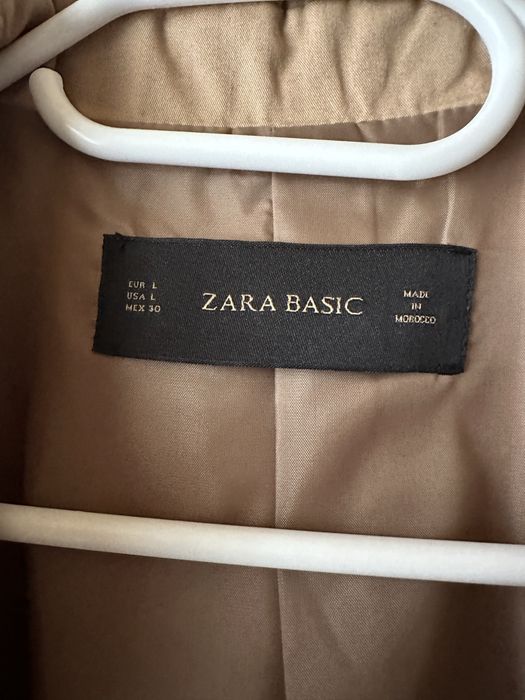 EUR L
USA L
MEX 30
ZARA BASIC
MADE
IN
MOROCCO